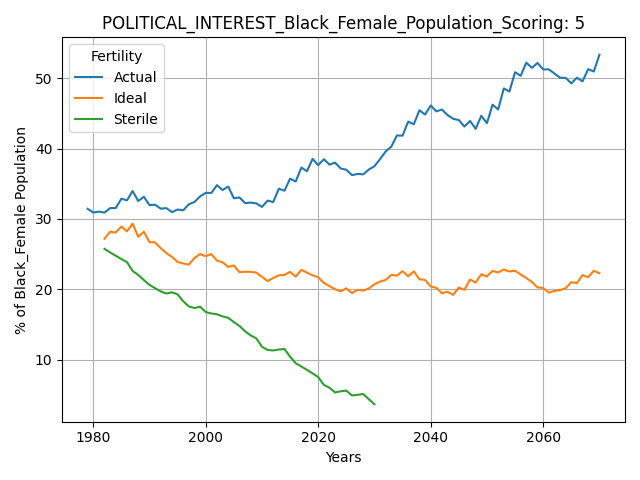 POLITICAL_INTEREST_Black_Female_Population_Scoring: 5
Fertility
Actual
Ideal
Sterile
% of Black_Female Population
50
40
30
20
10
1980 2000 2020 2040 2060
Years